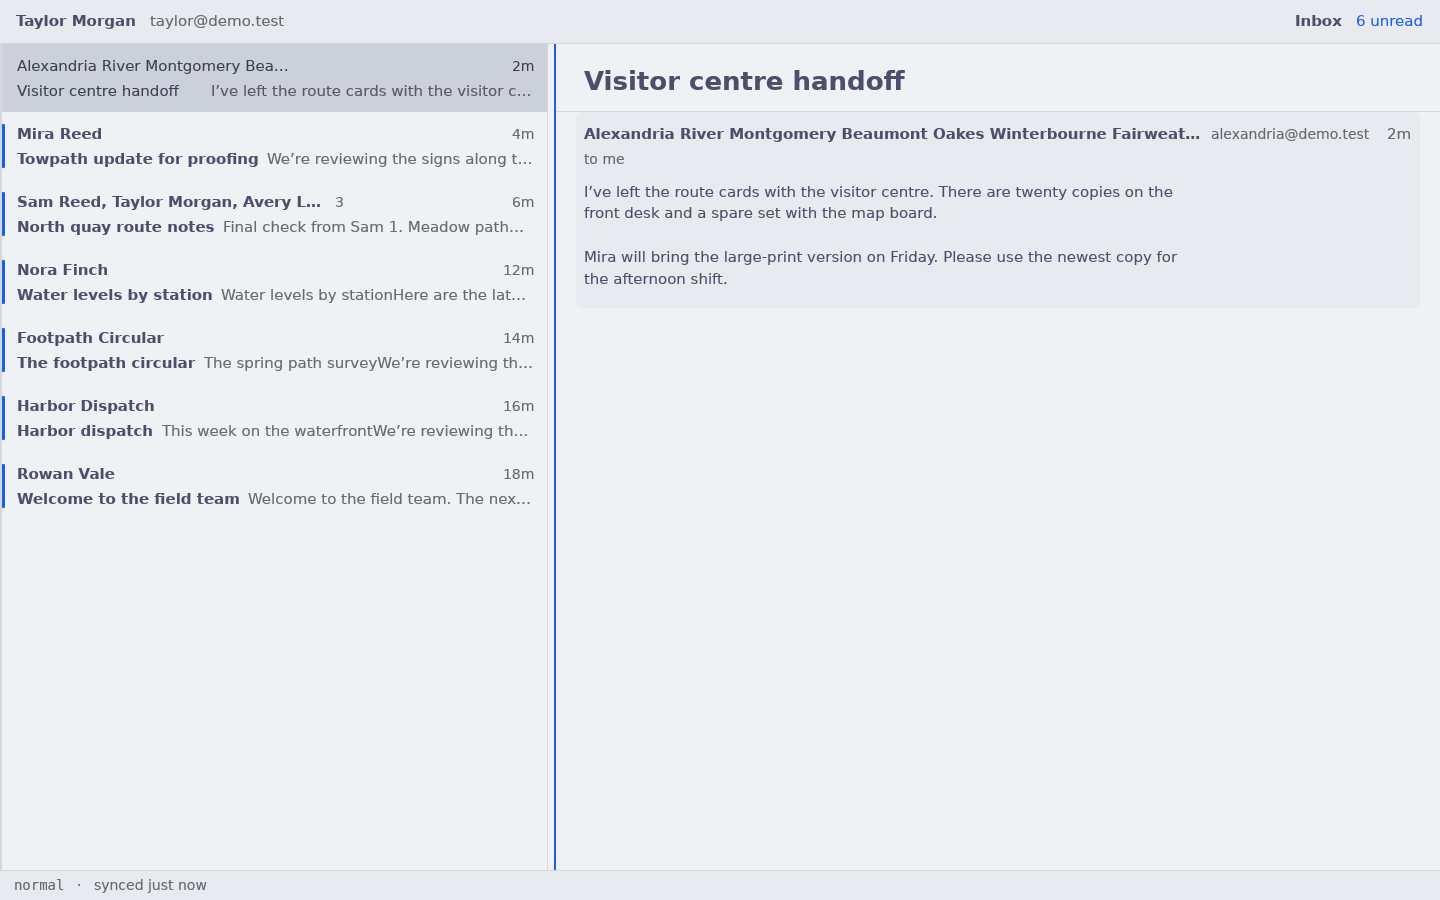 Taylor Morgan taylor@demo.test
Inbox 6 unread
Alexandria River Montgomery Bea… 2m
Visitor centre handoff I’ve left the route cards with the visitor c…
Mira Reed 4m
Towpath update for proofing We’re reviewing the signs along t…
Sam Reed, Taylor Morgan, Avery L… 3 6m
North quay route notes Final check from Sam 1. Meadow path…
Nora Finch 12m
Water levels by station Water levels by stationHere are the lat…
Footpath Circular 14m
The footpath circular The spring path surveyWe’re reviewing th…
Harbor Dispatch 16m
Harbor dispatch This week on the waterfrontWe’re reviewing th…
Rowan Vale 18m
Welcome to the field team Welcome to the field team. The nex…
Visitor centre handoff
Alexandria River Montgomery Beaumont Oakes Winterbourne Fairweat… alexandria@demo.test 2m
to me
I’ve left the route cards with the visitor centre. There are twenty copies on the
front desk and a spare set with the map board.
Mira will bring the large-print version on Friday. Please use the newest copy for
the afternoon shift.
normal · synced just now